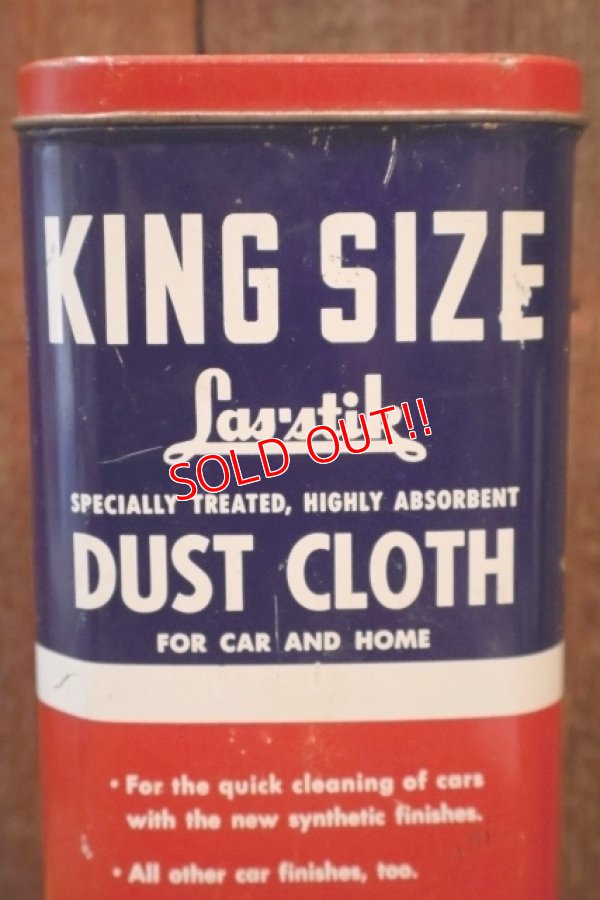 KING SIZE
Las'stik
SOLD OUT!!
SPECIALLY TREATED, HIGHLY ABSORBENT
DUST CLOTH
FOR CAR AND HOME
• For the quick cleaning of cars
with the new synthetic finishes.
• All other car finishes, too.